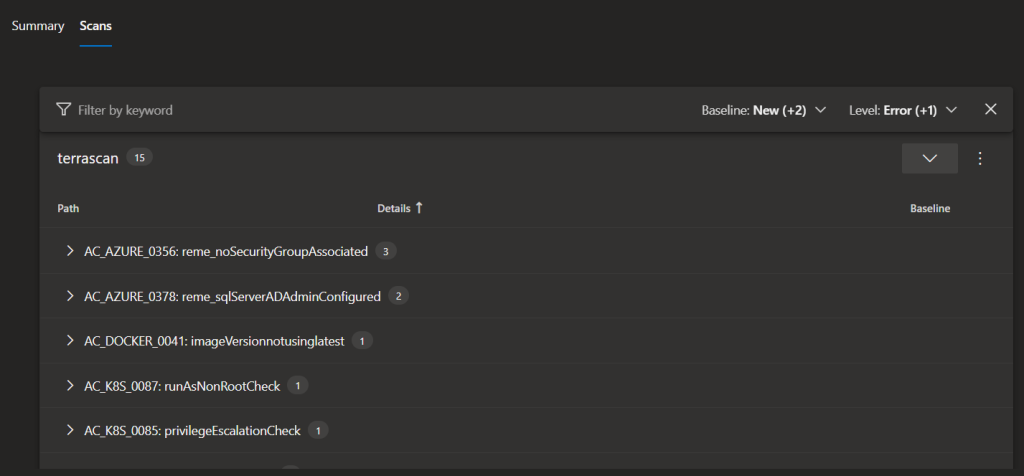 Summary Scans
Filter by keyword Baseline: New (+2) Level: Error (+1)
terrascan 15
Path Details ↑ Baseline
AC_AZURE_0356: reme_noSecurityGroupAssociated 3
AC_AZURE_0378: reme_sqlServerADAdminConfigured 2
AC_DOCKER_0041: imageVersionnotusinglatest 1
AC_K8S_0087: runAsNonRootCheck 1
AC_K8S_0085: privilegeEscalationCheck 1